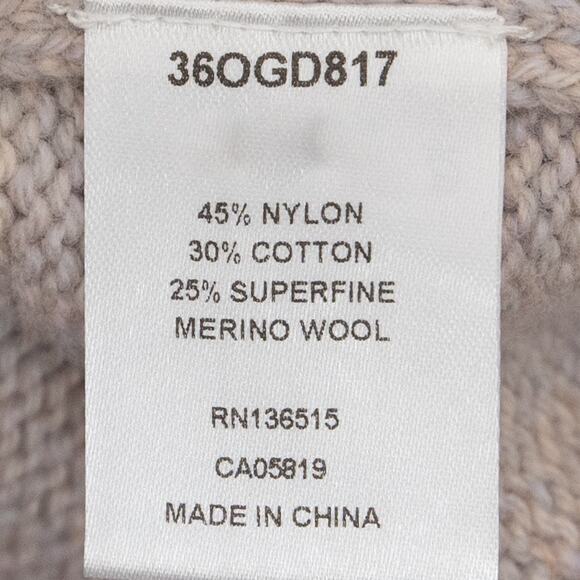 36OGD817
45% NYLON
30% COTTON
25% SUPERFINE
MERINO WOOL
RN136515
CA05819
MADE IN CHINA